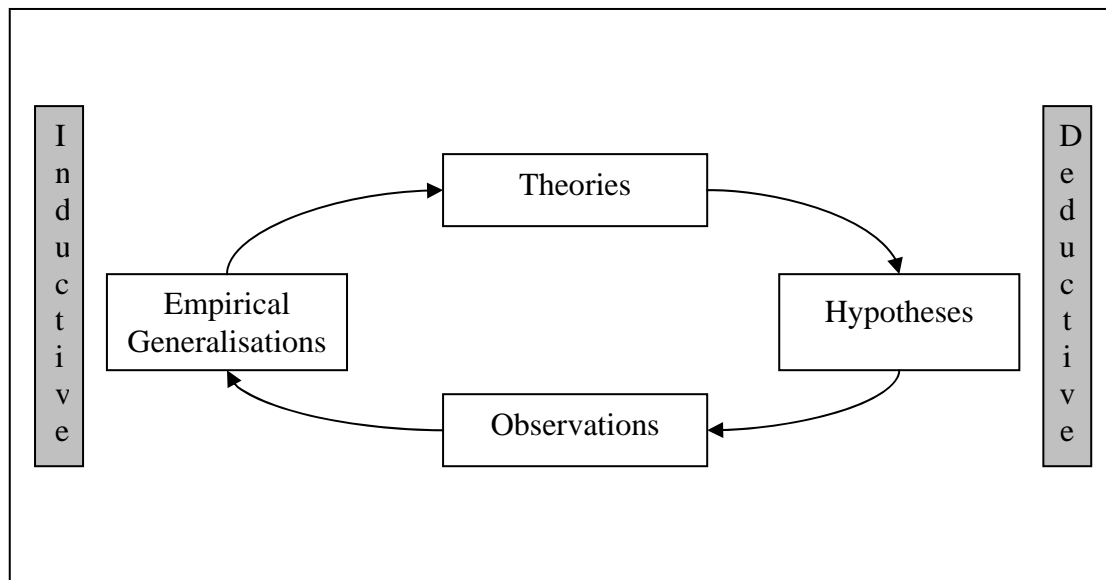 Inductive
Theories
Empirical
Generalisations
Hypotheses
Observations
Deductive